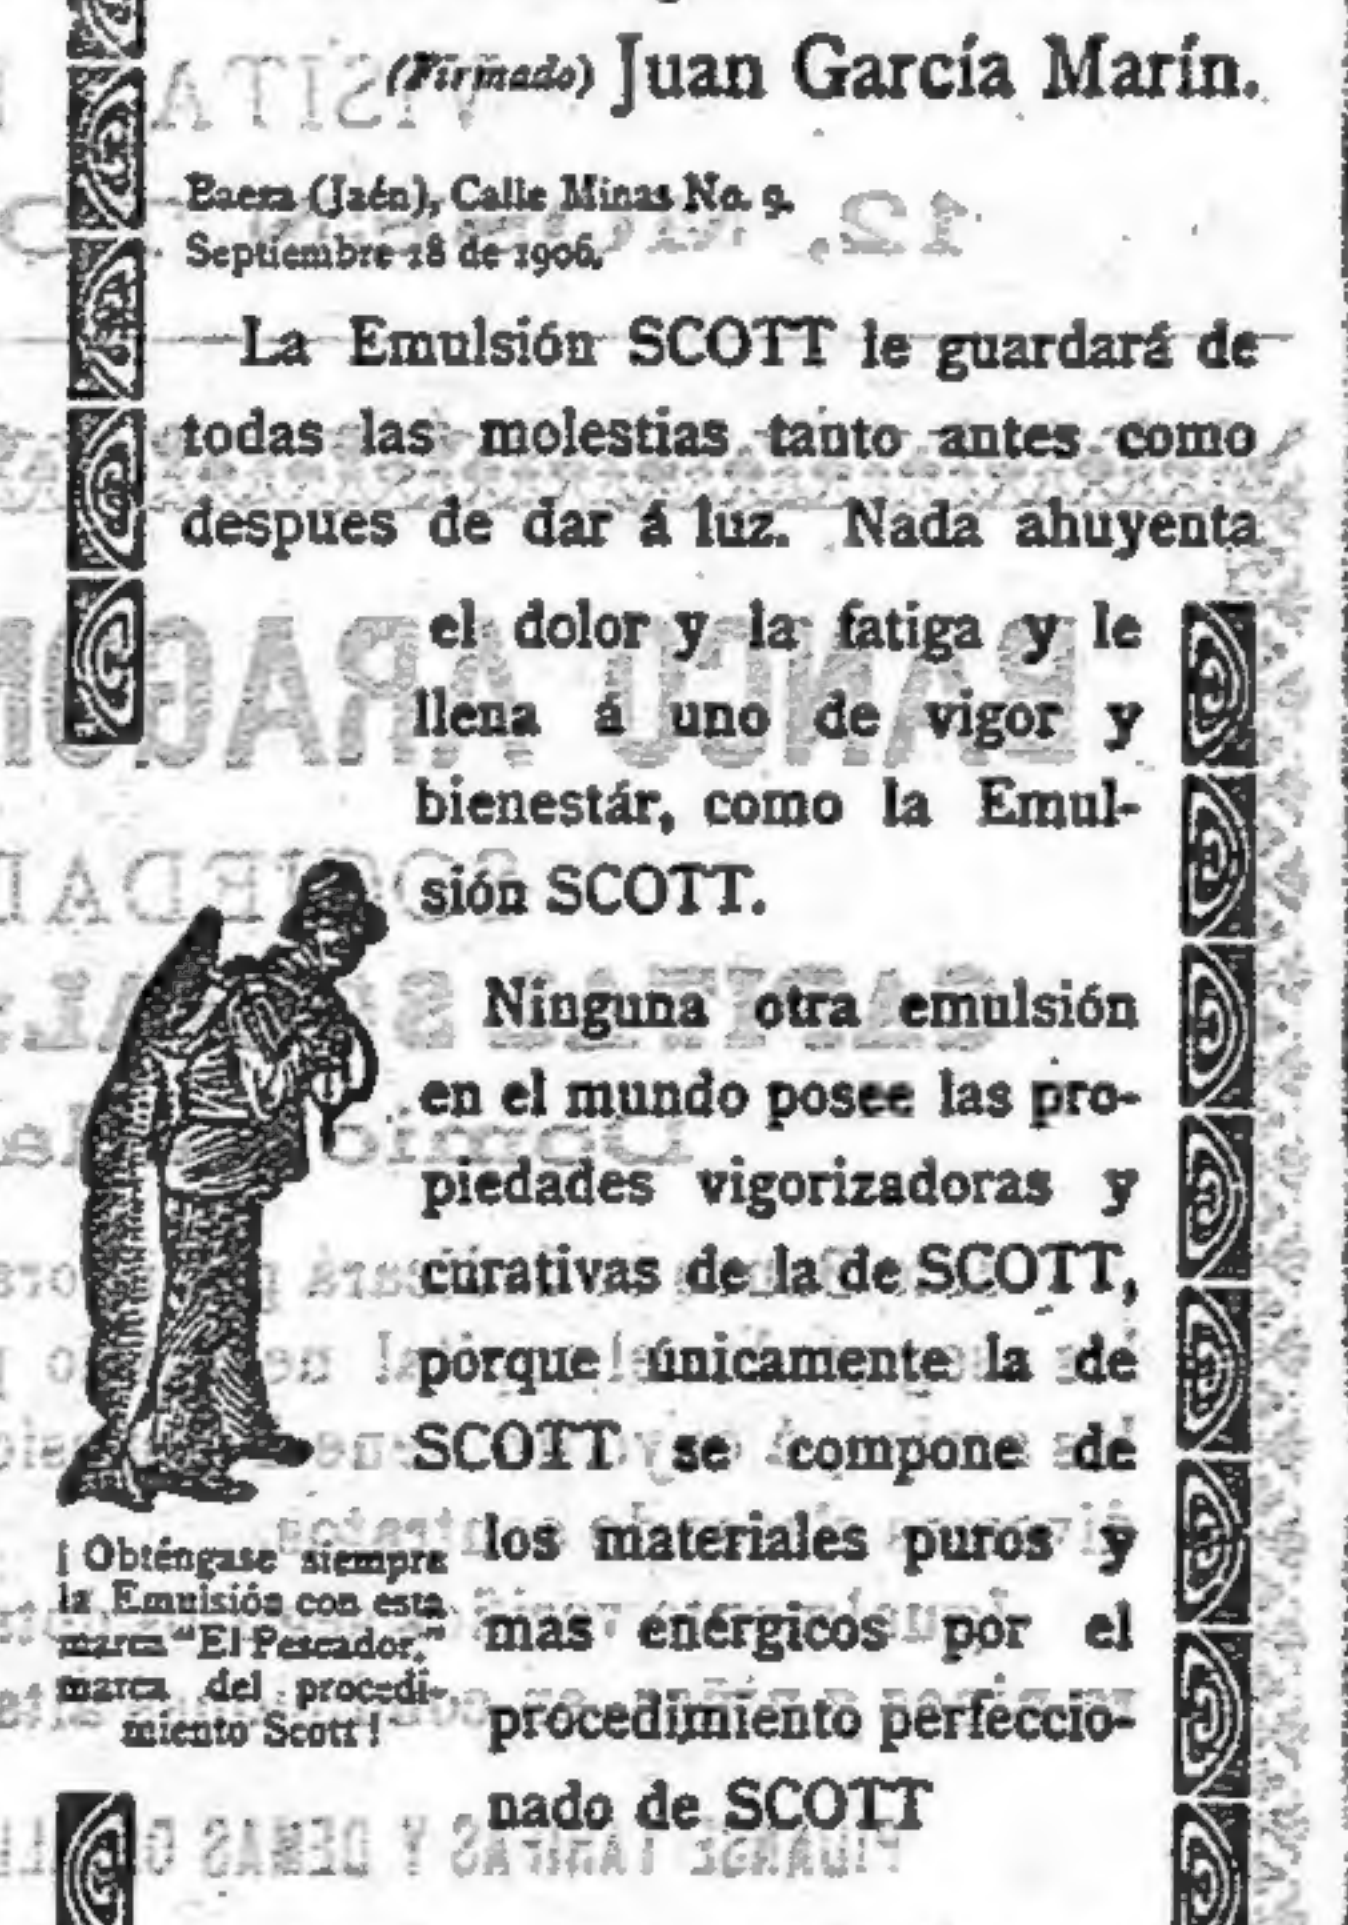 (Firmado) Juan García Marín.
Baeza (Jaén), Calle Minas No. 9.
Septiembre 18 de 1906.
La Emulsión SCOTT le guardará de
todas las molestias tanto antes como
despues de dar á luz. Nada ahuyenta
el dolor y la fatiga y le
llena á uno de vigor y
bienestár, como la Emul-
sión SCOTT.
Ninguna otra emulsión
en el mundo posee las pro-
piedades vigorizadoras y
curativas de la de SCOTT,
porque únicamente la de
SCOTT se compone de
los materiales puros y
mas enérgicos por el
procedimiento perfeccio-
nado de SCOTT
¡Obténgase siempre
la Emulsión con esta
marca "El Pescador,"
marca del procedi-
miento Scott!